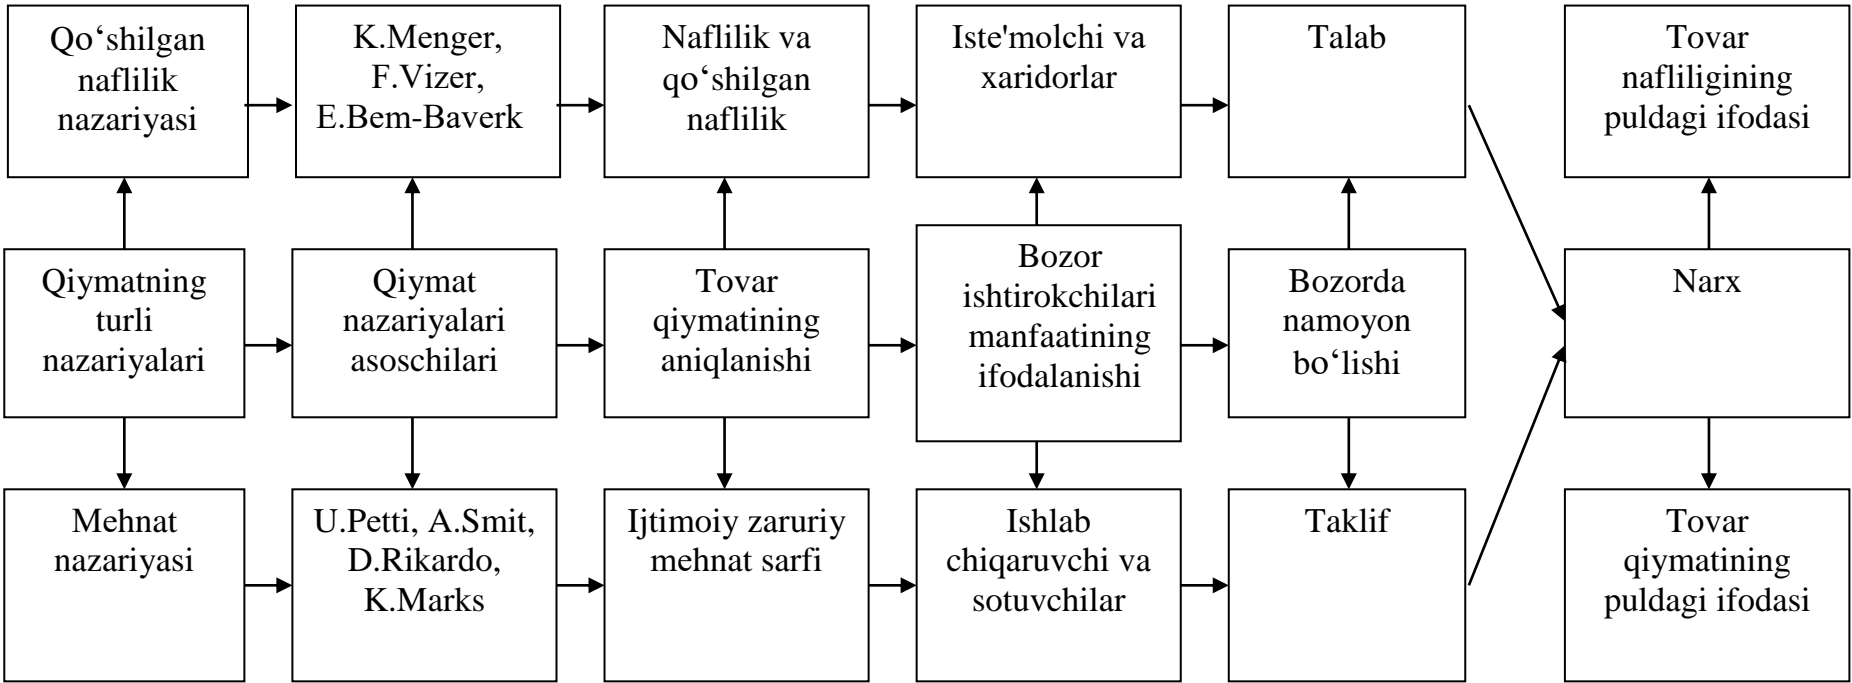 Qo‘shilgan
naflilik
nazariyasi
K.Menger,
F.Vizer,
E.Bem-Baverk
Naflilik va
qo‘shilgan
naflilik
Iste'molchi va
xaridorlar
Talab
Tovar
nafliligining
puldagi ifodasi
Qiymatning
turli
nazariyalari
Qiymat
nazariyalari
asoschilari
Tovar
qiymatining
aniqlanishi
Bozor
ishtirokchilari
manfaatining
ifodalanishi
Bozorda
namoyon
bo‘lishi
Narx
Mehnat
nazariyasi
U.Petti, A.Smit,
D.Rikardo,
K.Marks
Ijtimoiy zaruriy
mehnat sarfi
Ishlab
chiqaruvchi va
sotuvchilar
Taklif
Tovar
qiymatining
puldagi ifodasi